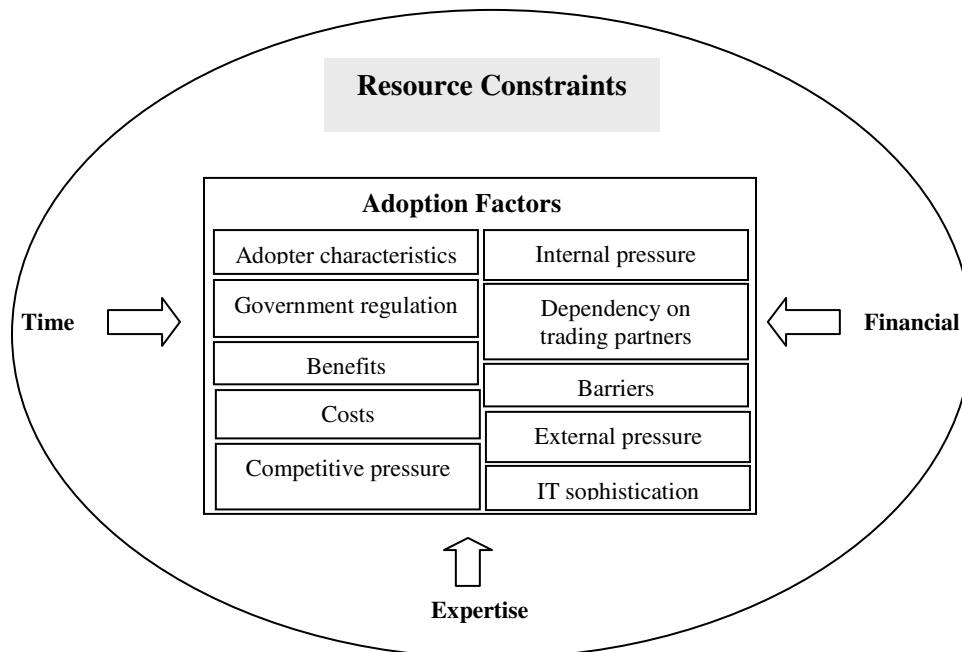 Resource Constraints
Adoption Factors
Adopter characteristics
Government regulation
Benefits
Costs
Competitive pressure
Internal pressure
Dependency on
trading partners
Barriers
External pressure
IT sophistication
Time
Financial
Expertise